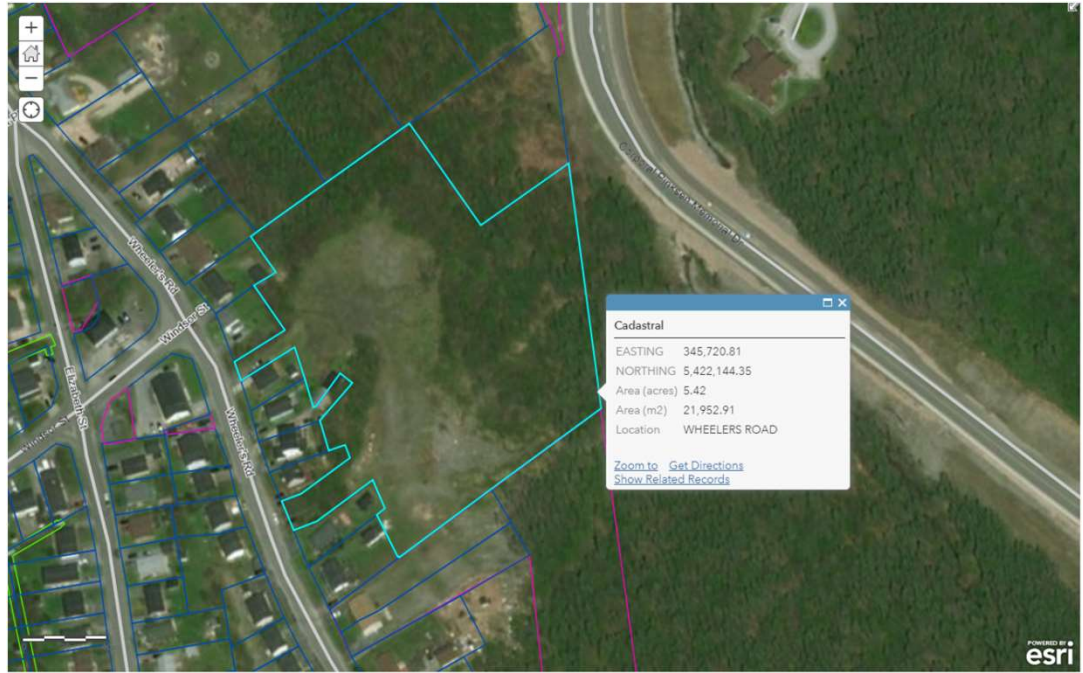 Wheeler's Rd
Windsor St
Elizabeth St
Windsor St
Wheeler's Rd
Memorial D
Cadastral
EASTING 345,720.81
NORTHING 5,422,144.35
Area (acres) 5.42
Area (m2) 21,952.91
Location WHEELERS ROAD
Zoom to Get Directions
Show Related Records
POWERED BY
esri